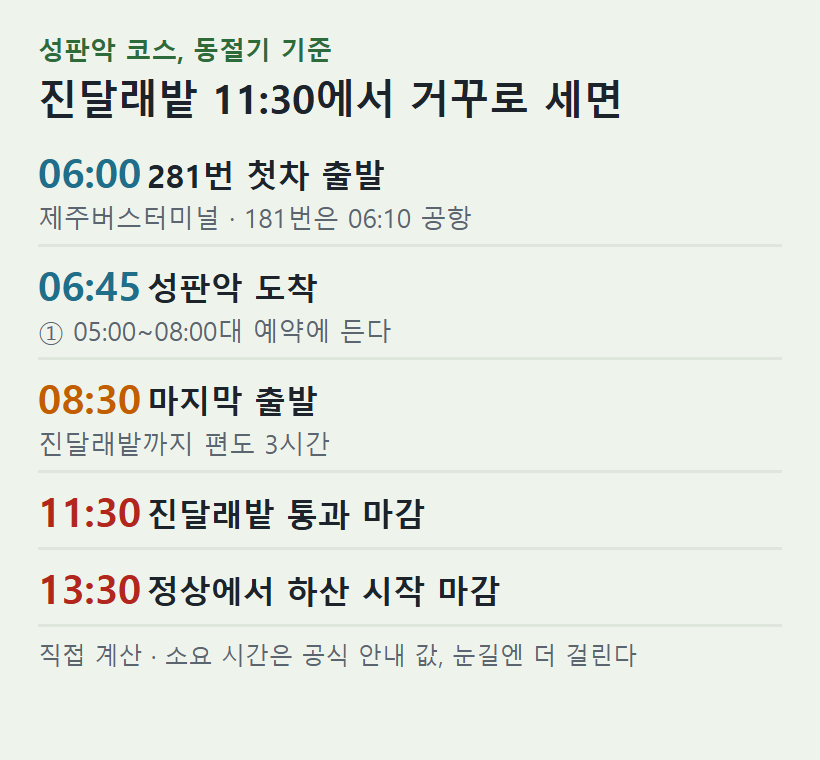 성판악 코스, 동절기 기준
진달래밭 11:30에서 거꾸로 세면
06:00 281번 첫차 출발
제주버스터미널 · 181번은 06:10 공항
06:45 성판악 도착
① 05:00~08:00대 예약에 든다
08:30 마지막 출발
진달래밭까지 편도 3시간
11:30 진달래밭 통과 마감
13:30 정상에서 하산 시작 마감
직접 계산 · 소요 시간은 공식 안내 값, 눈길엔 더 걸린다